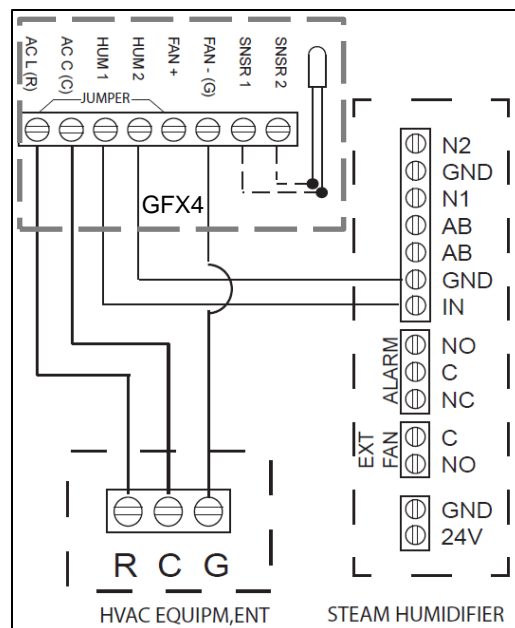 AC L (R)
AC C (C)
HUM 1
HUM 2
FAN +
FAN - (G)
SNSR 1
SNSR 2
JUMPER
GFX4
N2
GND
N1
AB
AB
GND
IN
ALARM
NO
C
NC
EXT
FAN
C
NO
GND
24V
R C G
HVAC EQUIPM,ENT
STEAM HUMIDIFIER